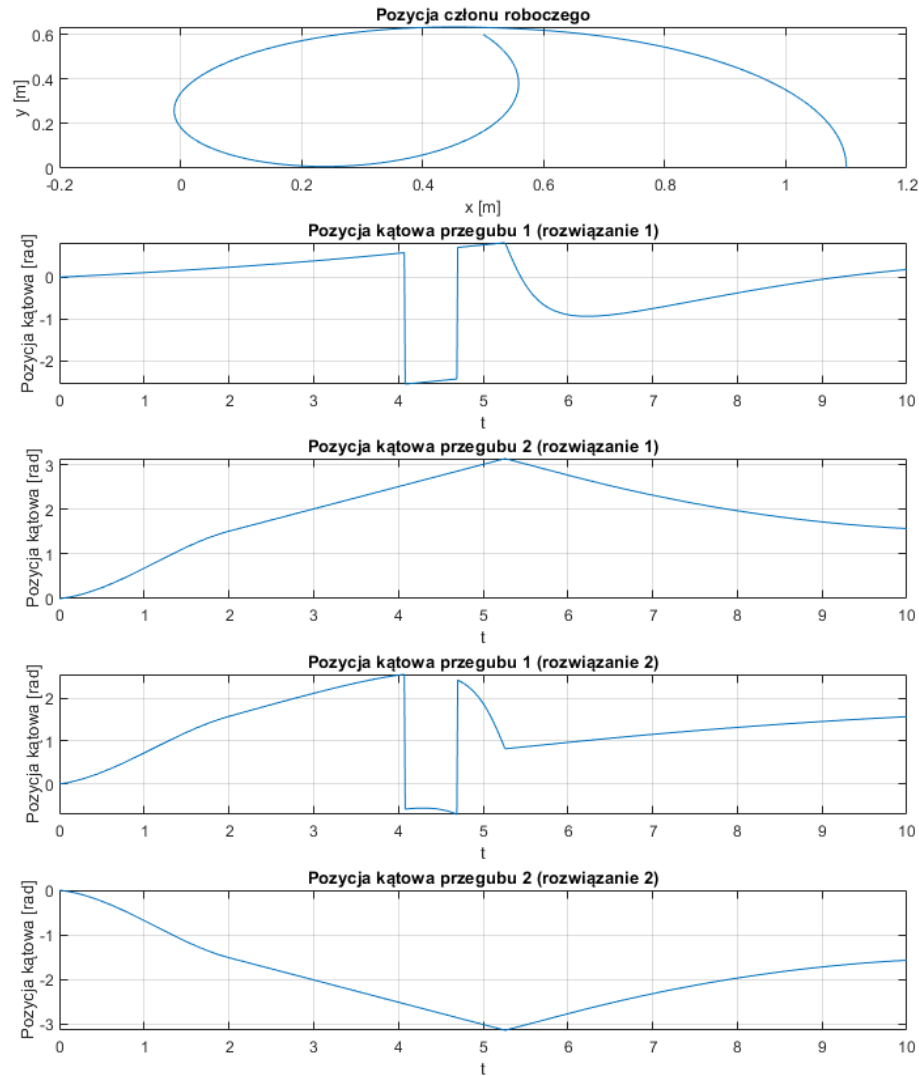 Pozycja członu roboczego
y [m]
0.6
0.4
0.2
0
-0.2 0 0.2 0.4 0.6 0.8 1 1.2
x [m]
Pozycja kątowa przegubu 1 (rozwiązanie 1)
Pozycja kątowa [rad]
0
-1
-2
0 1 2 3 4 5 6 7 8 9 10
t
Pozycja kątowa przegubu 2 (rozwiązanie 1)
Pozycja kątowa [rad]
3
2
1
0
0 1 2 3 4 5 6 7 8 9 10
t
Pozycja kątowa przegubu 1 (rozwiązanie 2)
Pozycja kątowa [rad]
2
1
0
0 1 2 3 4 5 6 7 8 9 10
t
Pozycja kątowa przegubu 2 (rozwiązanie 2)
Pozycja kątowa [rad]
0
-1
-2
-3
0 1 2 3 4 5 6 7 8 9 10
t